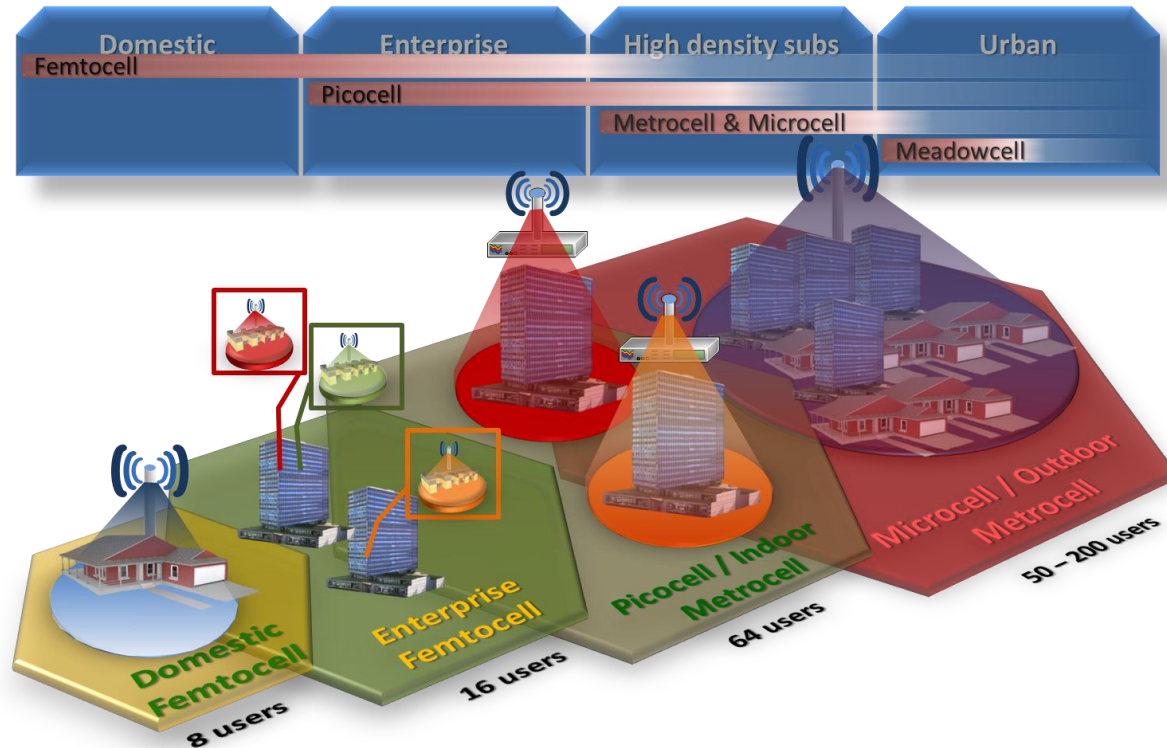 Domestic
Enterprise
High density subs
Urban
Femtocell
Picocell
Metrocell & Microcell
Meadowcell
Domestic
Femtocell
8 users
Enterprise
Femtocell
16 users
Picocell / Indoor
Metrocell
64 users
Microcell / Outdoor
Metrocell
50 – 200 users